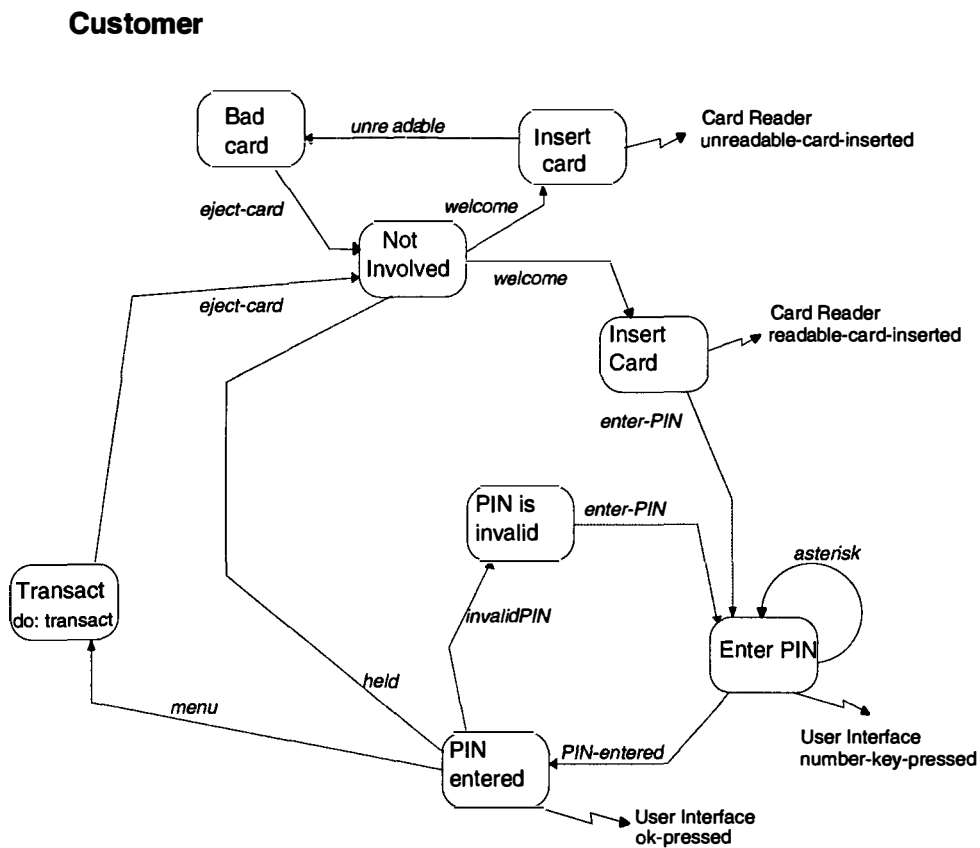 Customer
Bad
card
unre adable
Insert
card
Card Reader
unreadable-card-inserted
eject-card
welcome
Not
Involved
welcome
eject-card
Card Reader
readable-card-inserted
Insert
Card
enter-PIN
PIN is
invalid
enter-PIN
asterisk
Transact
do: transact
invalidPIN
Enter PIN
held
menu
PIN
entered
PIN-entered
User Interface
number-key-pressed
User Interface
ok-pressed